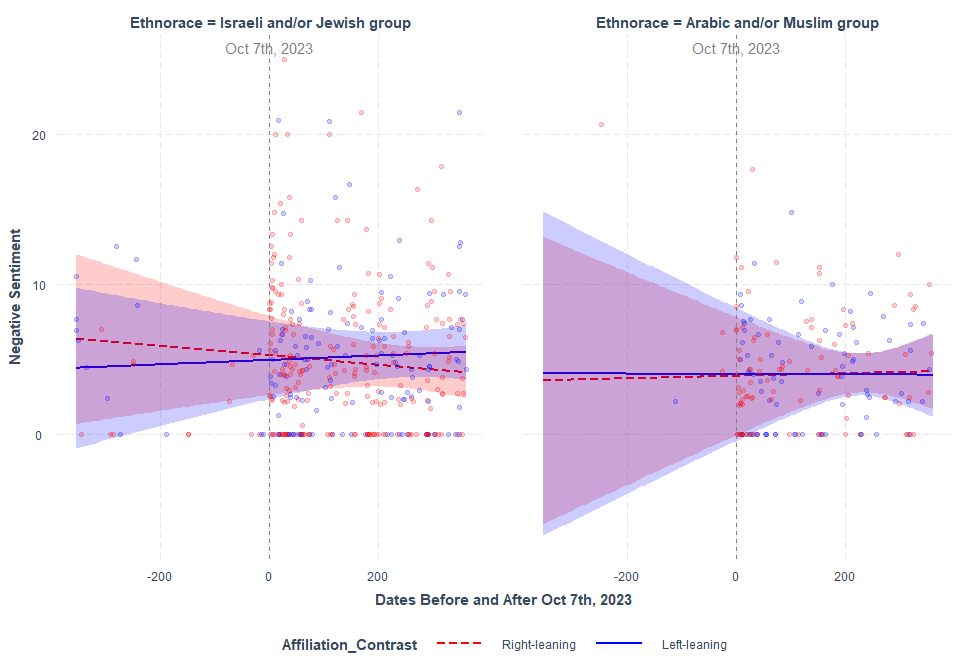 Ethnorace = Israeli and/or Jewish group
Ethnorace = Arabic and/or Muslim group
Oct 7th, 2023
Oct 7th, 2023
Negative Sentiment
20
10
0
-200
0
200
-200
0
200
Dates Before and After Oct 7th, 2023
Affiliation_Contrast
Right-leaning
Left-leaning